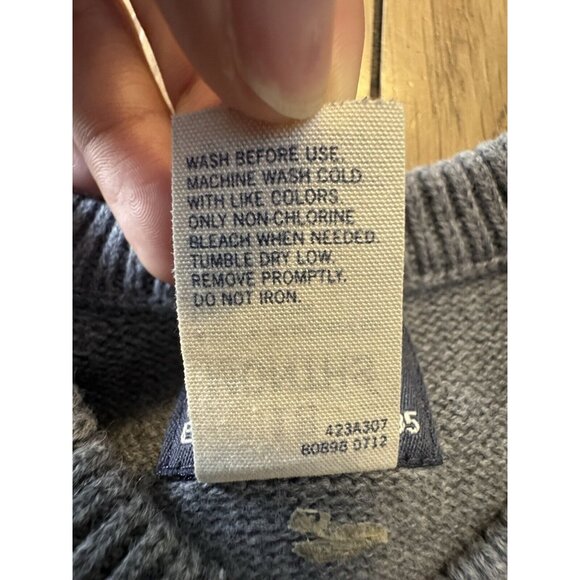 WASH BEFORE USE.
MACHINE WASH COLD
WITH LIKE COLORS.
ONLY NON-CHLORINE
BLEACH WHEN NEEDED.
TUMBLE DRY LOW.
REMOVE PROMPTLY.
DO NOT IRON.
423A307
B0B98 0712